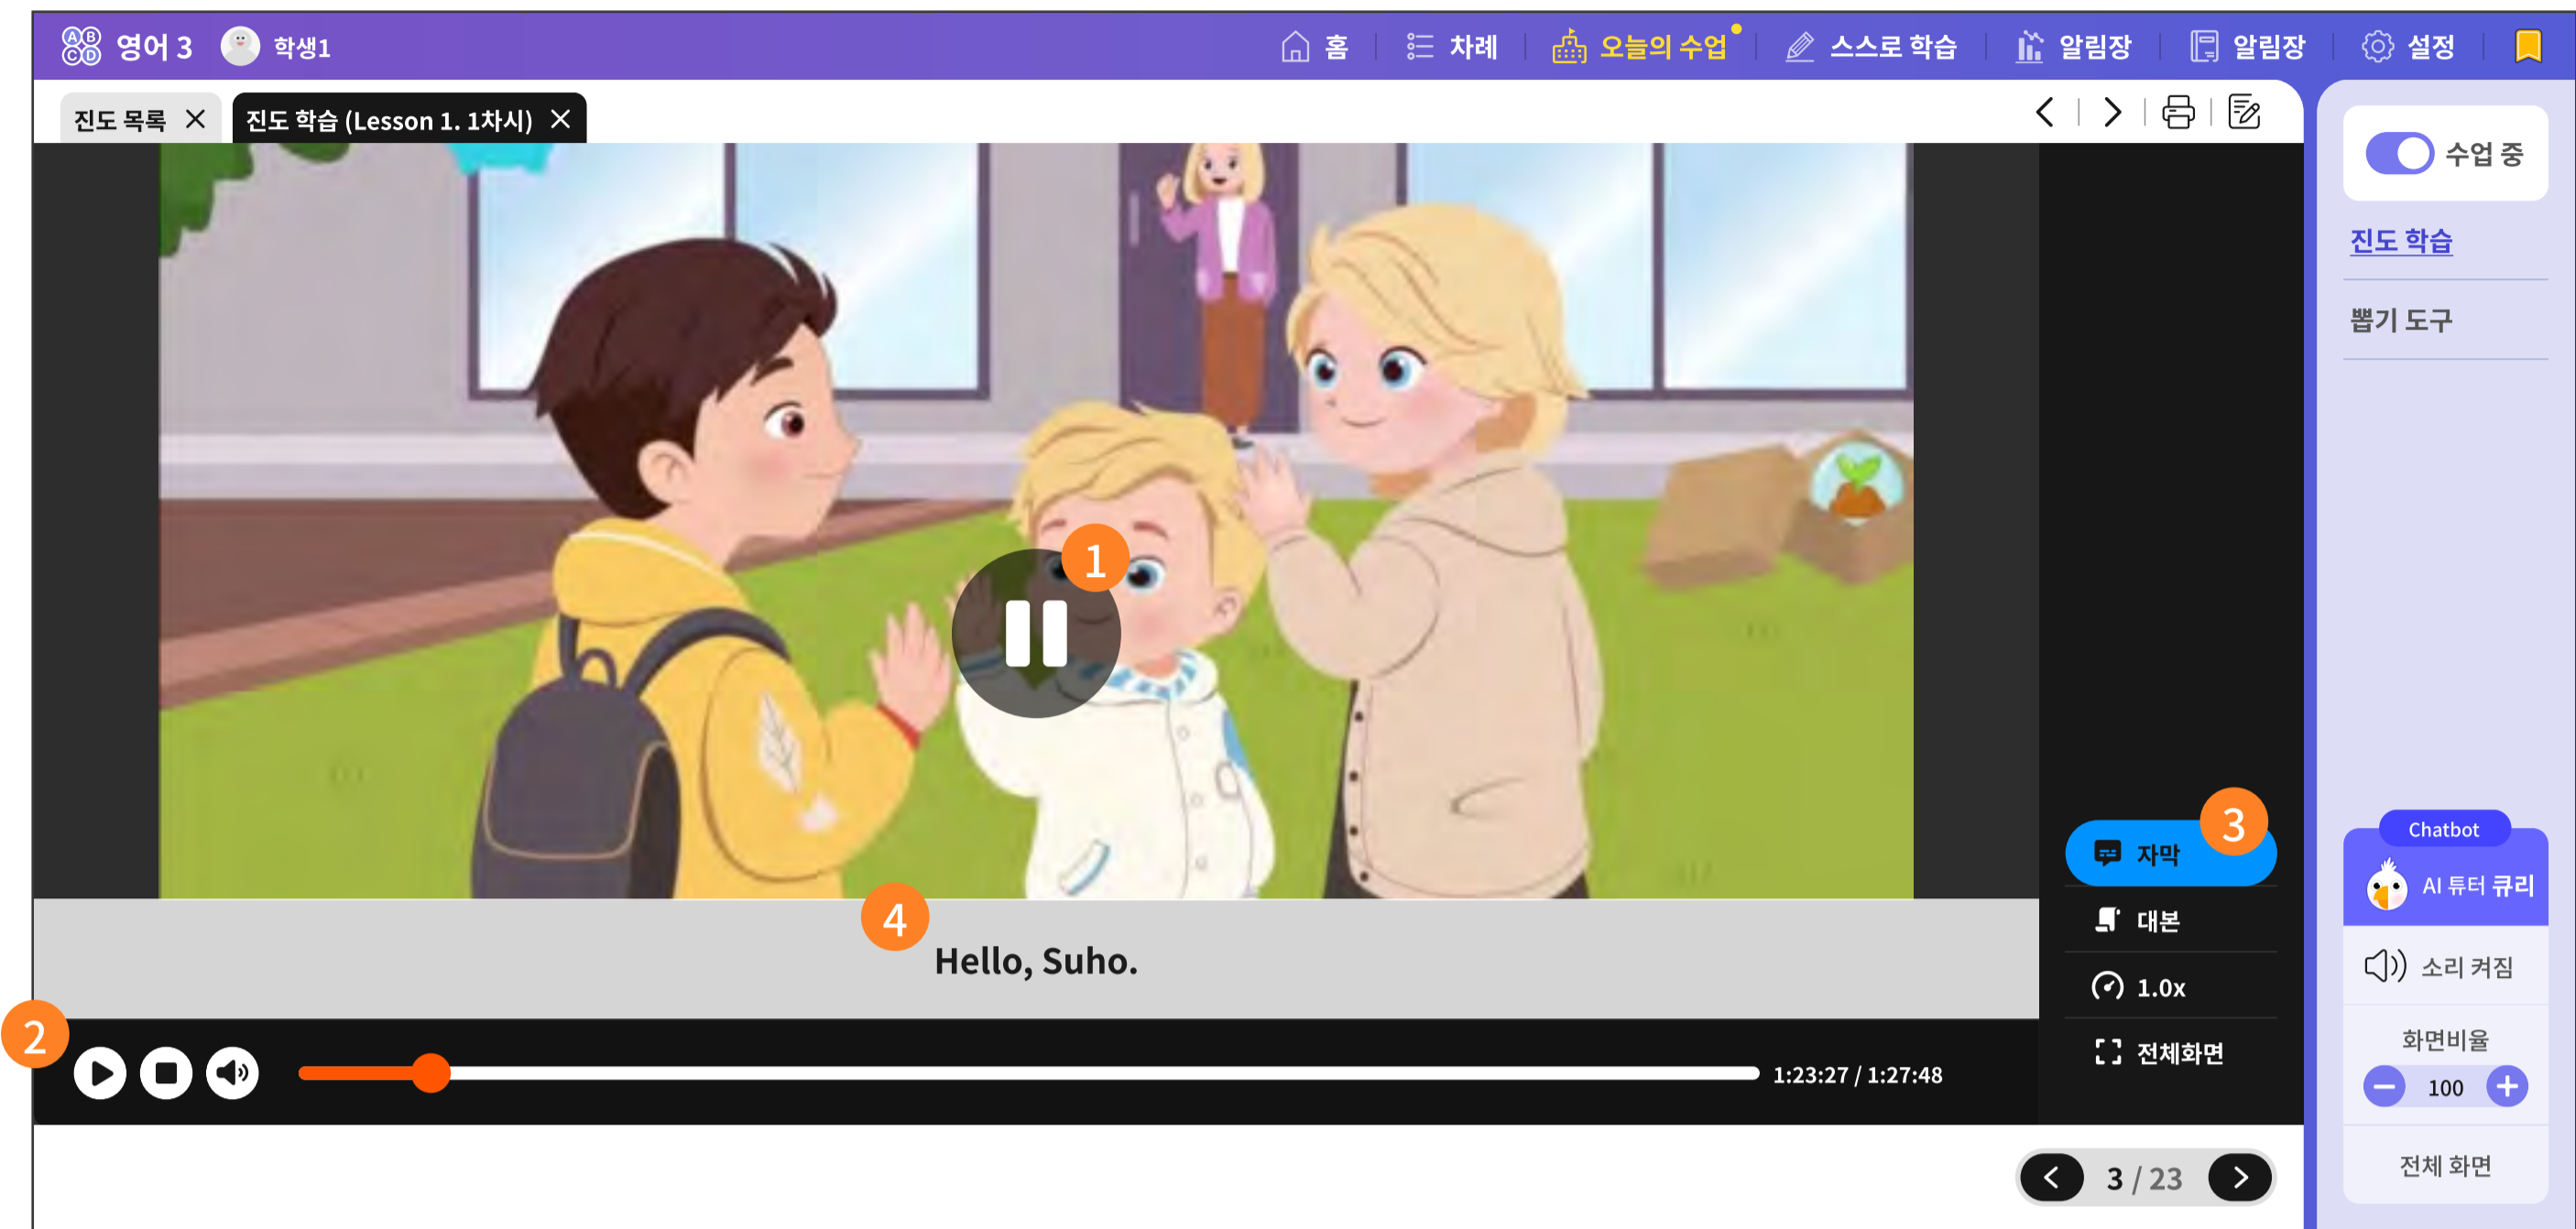 영어 3 학생1 홈 차례 오늘의 수업 스스로 학습 알림장 알림장 설정
진도 목록 진도 학습 (Lesson 1. 1차시)
수업 중
진도 학습
뽑기 도구
1
3
자막
대본
1.0x
전체화면
4
Hello, Suho.
2
1:23:27 / 1:27:48
Chatbot
AI 튜터 큐리
소리 켜짐
화면비율
100
전체 화면
3 / 23